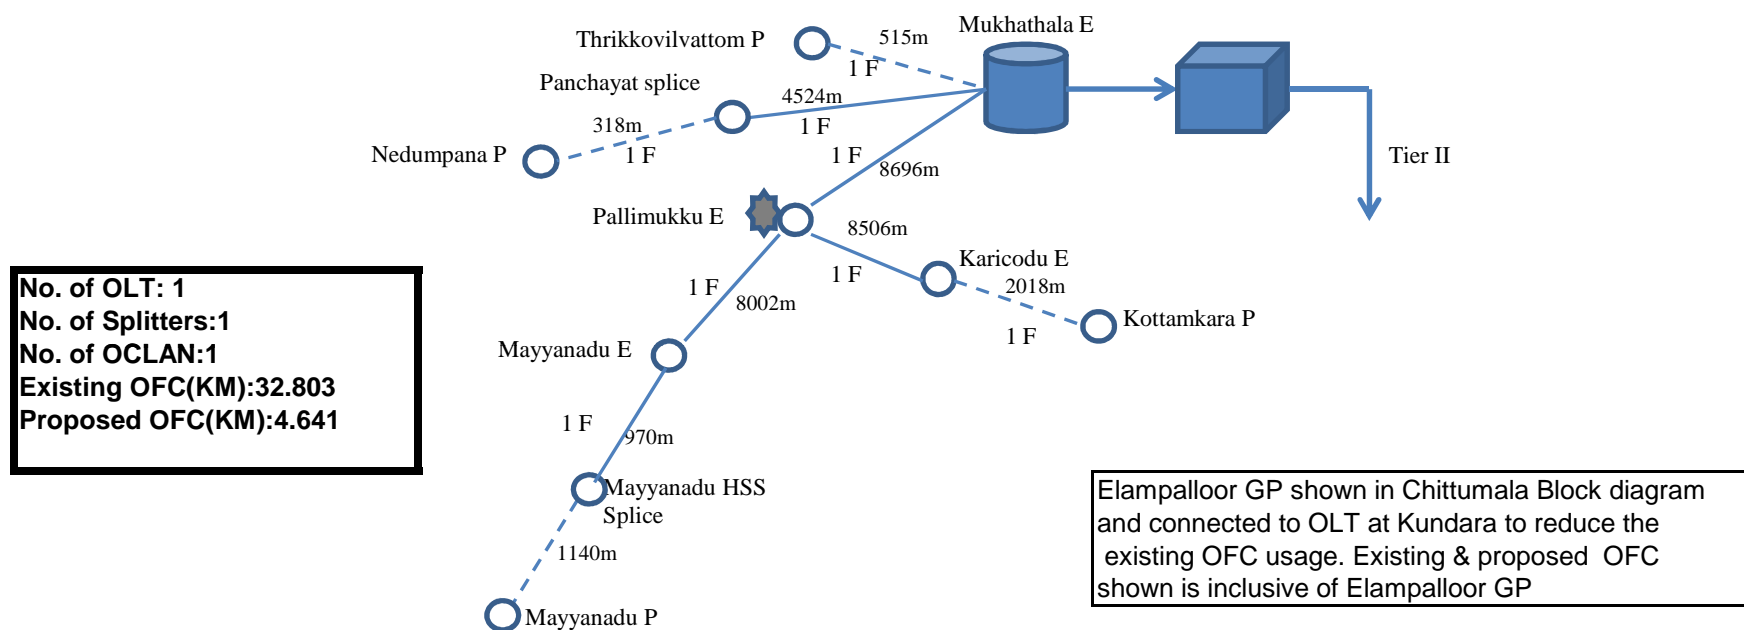 Mukhathala E
Thrikkovilvattom P
515m
1 F
Panchayat splice
4524m
1 F
318m
1 F
Nedumpana P
1 F
8696m
Tier II
Pallimukku E
8506m
1 F
Karicodu E
2018m
1 F
Kottamkara P
No. of OLT: 1
No. of Splitters:1
No. of OCLAN:1
Existing OFC(KM):32.803
Proposed OFC(KM):4.641
1 F
8002m
Mayyanadu E
1 F
970m
Mayyanadu HSS
Splice
1140m
Mayyanadu P
Elampalloor GP shown in Chittumala Block diagram
and connected to OLT at Kundara to reduce the
existing OFC usage. Existing & proposed  OFC
shown is inclusive of Elampalloor GP